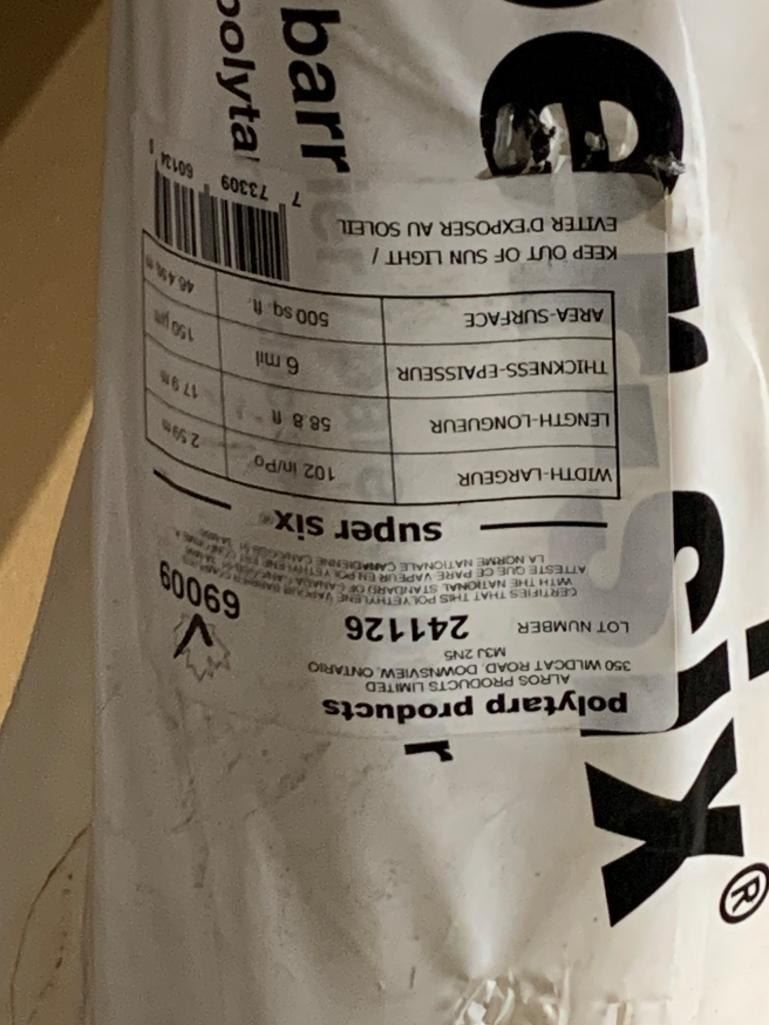 polytarp products
ALROS PRODUCTS LIMITED
350 WILDCAT ROAD, DOWNSVIEW, ONTARIO
M3J 2N5
LOT NUMBER 241126
69009
CERTIFIES THAT THIS POLYETHYLENE VAPOUR BARRIER
WITH THE NATIONAL STANDARD OF CANADA
ATTESTE QUE CE PARE VAPEUR EN POLYETHYLENE EST
LA NORME NATIONALE CANADIENNE
super six
WIDTH-LARGEUR 102 in/Po 2.59 m
LENGTH-LONGUEUR 58.8 ft 17.9 m
THICKNESS-EPAISSEUR 6 mil 150 µm
AREA-SURFACE 500 sq. ft.
KEEP OUT OF SUN LIGHT /
EVITER D'EXPOSER AU SOLEIL
7 73309 60134
barrier
polyta
six®